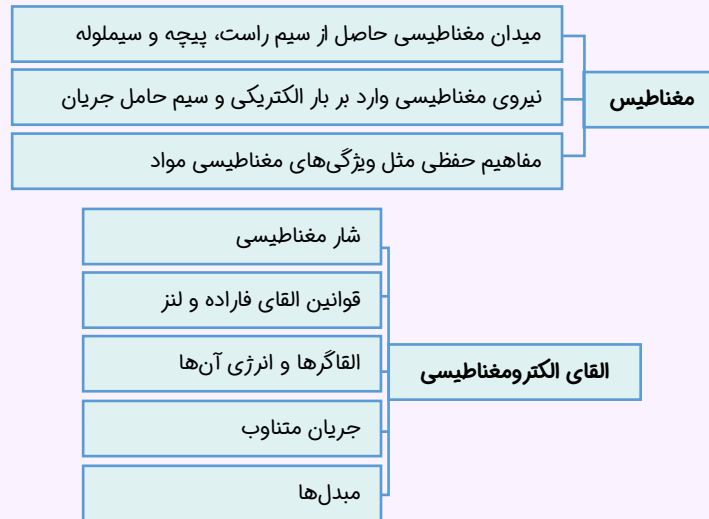 مغناطیس
میدان مغناطیسی حاصل از سیم راست، پیچه و سیملوله
نیروی مغناطیسی وارد بر بار الکتریکی و سیم حامل جریان
مفاهیم حفظی مثل ویژگی‌های مغناطیسی مواد
القای الکترومغناطیسی
شار مغناطیسی
قوانین القای فاراده و لنز
القاگرها و انرژی آن‌ها
جریان متناوب
مبدل‌ها